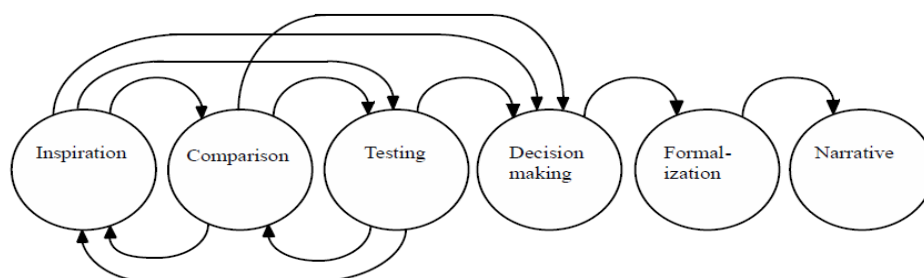 Inspiration
Comparison
Testing
Decision
making
Formal-
ization
Narrative